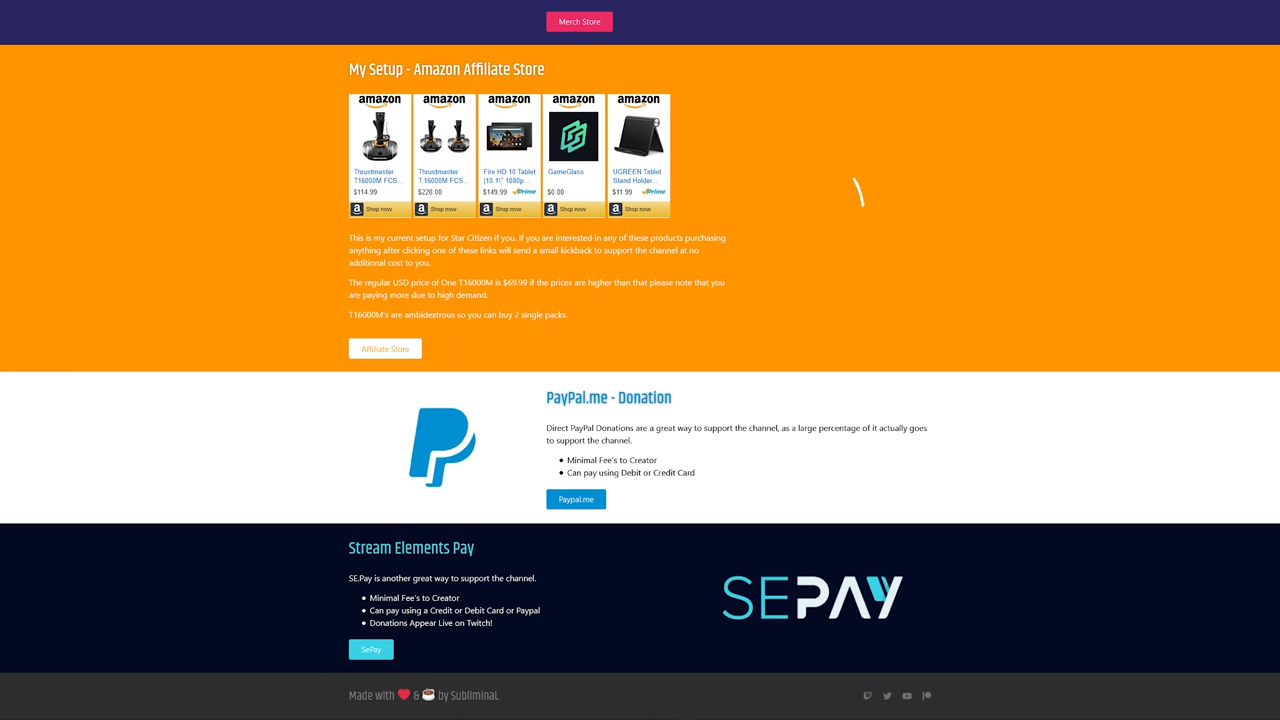 Merch Store
My Setup - Amazon Affiliate Store
amazon amazon amazon amazon amazon
Thrustmaster
T16000M FCS...
$114.99
Shop now
Thrustmaster
T.16000M FCS...
$220.00
Shop now
Fire HD 10 Tablet
(10.1\" 1080p...
$149.99 Prime
Shop now
GameGlass
$0.00
Shop now
UGREEN Tablet
Stand Holder...
$11.99 Prime
Shop now
This is my current setup for Star Citizen if you. If you are interested in any of these products purchasing
anything after clicking one of these links will send a small kickback to support the channel at no
additional cost to you.
The regular USD price of One T16000M is $69.99 if the prices are higher than that please note that you
are paying more due to high demand.
T16000M's are ambidextrous so you can buy 2 single packs.
Affiliate Store
PayPal.me - Donation
Direct PayPal Donations are a great way to support the channel, as a large percentage of it actually goes
to support the channel.
Minimal Fee's to Creator
Can pay using Debit or Credit Card
Paypal.me
Stream Elements Pay
SE.Pay is another great way to support the channel.
Minimal Fee's to Creator
Can pay using a Credit or Debit Card or Paypal
Donations Appear Live on Twitch!
SePay
SEPAY
Made with ❤️ & ☕ by SubliminaL